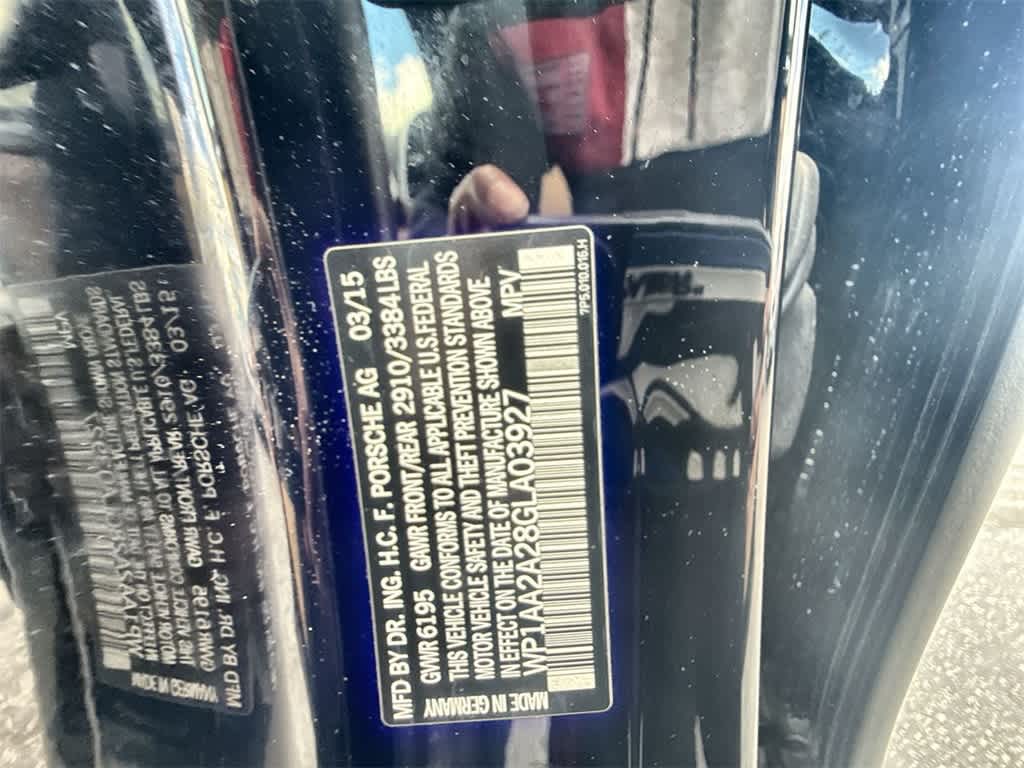 MFD BY DR. ING. H.C. F. PORSCHE AG 03/15
GVWR 6195 GAWR FRONT/REAR 2910/3384 LBS
THIS VEHICLE CONFORMS TO ALL APPLICABLE U.S. FEDERAL
MOTOR VEHICLE SAFETY AND THEFT PREVENTION STANDARDS
IN EFFECT ON THE DATE OF MANUFACTURE SHOWN ABOVE
WP1AA2A28GLA03927 MPV
MADE IN GERMANY
7P5.010.016.H